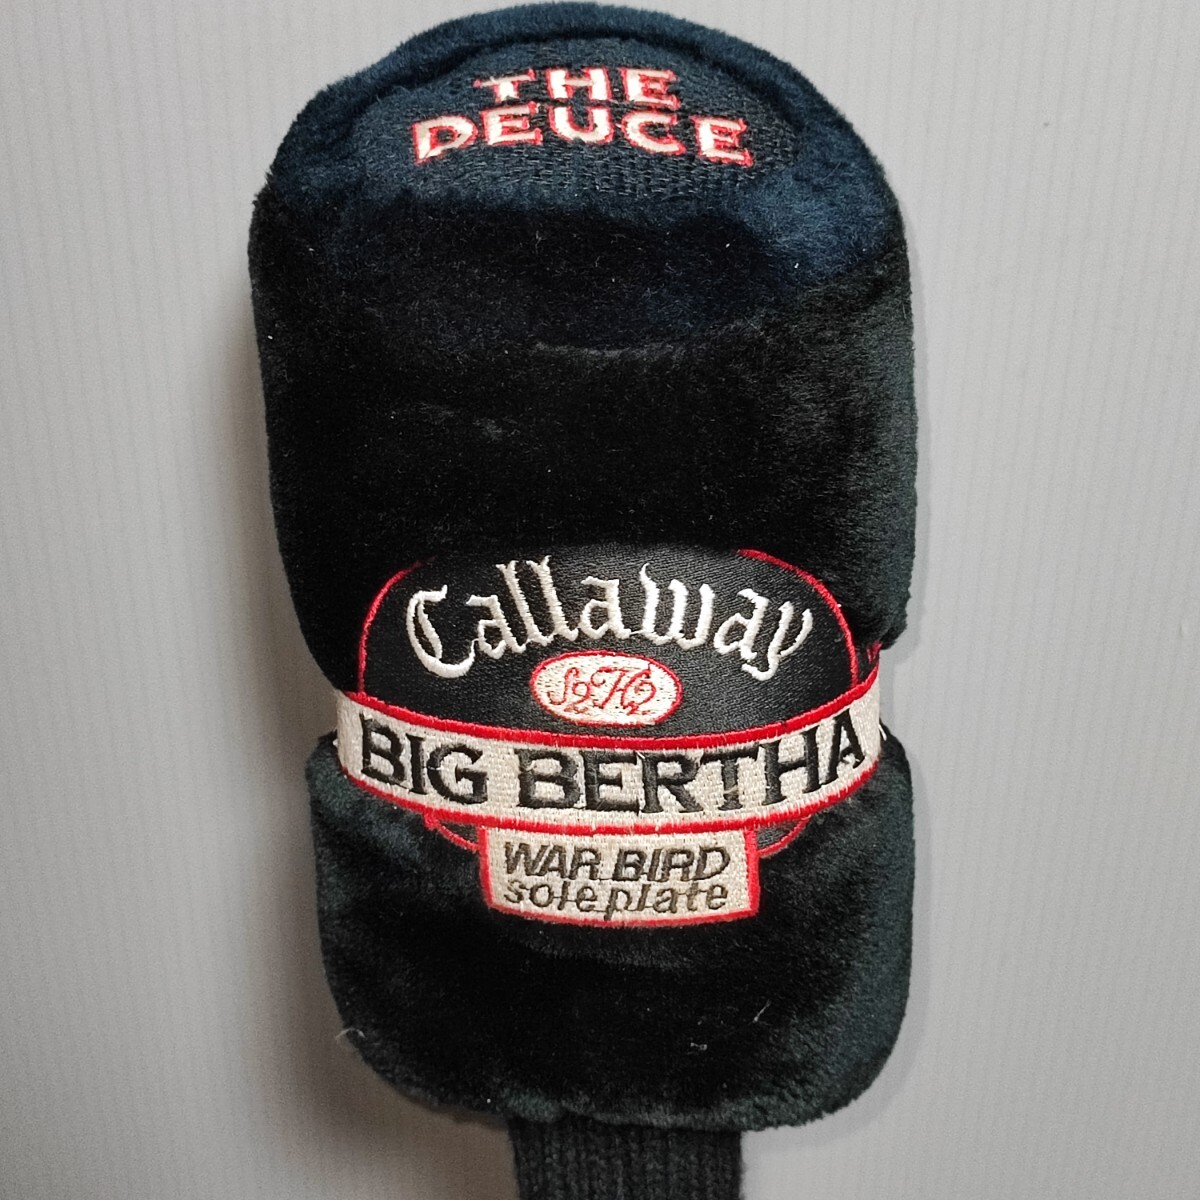 THE
DEUCE
Callaway
S2H2
BIG BERTHA
WAR BIRD
sole plate